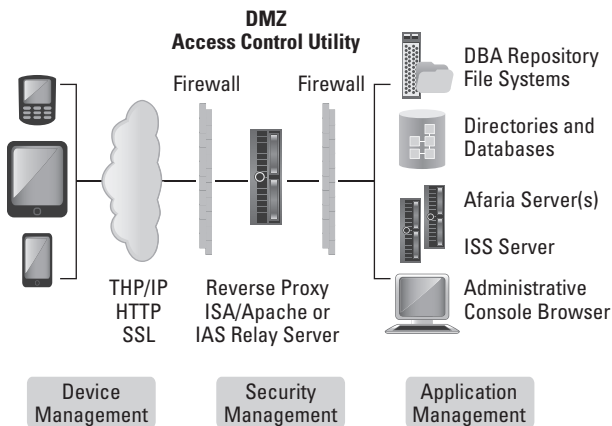 DMZ
Access Control Utility
Firewall
Firewall
DBA Repository
File Systems
Directories and
Databases
Afaria Server(s)
ISS Server
Administrative
Console Browser
THP/IP
HTTP
SSL
Reverse Proxy
ISA/Apache or
IAS Relay Server
Device
Management
Security
Management
Application
Management